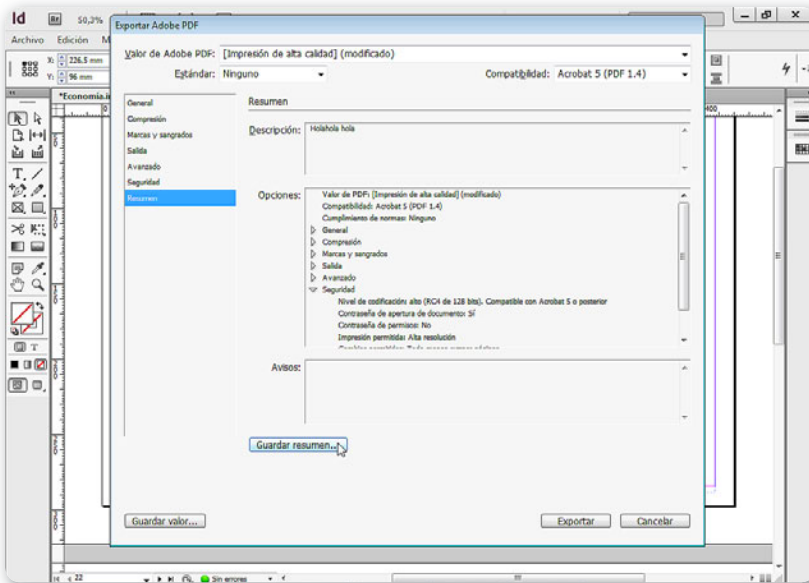 Id Br 50,3%
Exportar Adobe PDF
Archivo Edición M
X: 226.5 mm
Y: 96 mm
*Economía.in
Valor de Adobe PDF: [Impresión de alta calidad] (modificado)
Estándar: Ninguno Compatibilidad: Acrobat 5 (PDF 1.4)
General
Compresión
Marcas y sangrados
Salida
Avanzado
Seguridad
Resumen
Resumen
Descripción: Holahola hola
Opciones: Valor de PDF: [Impresión de alta calidad] (modificado)
Compatibilidad: Acrobat 5 (PDF 1.4)
Cumplimiento de normas: Ninguno
General
Compresión
Marcas y sangrados
Salida
Avanzado
Seguridad
Nivel de codificación: alto (RC4 de 128 bits). Compatible con Acrobat 5 o posterior
Contraseña de apertura de documento: Sí
Contraseña de permisos: No
Impresión permitida: Alta resolución
Avisos:
Guardar resumen...
Guardar valor... Exportar Cancelar
400
22 Sin errores